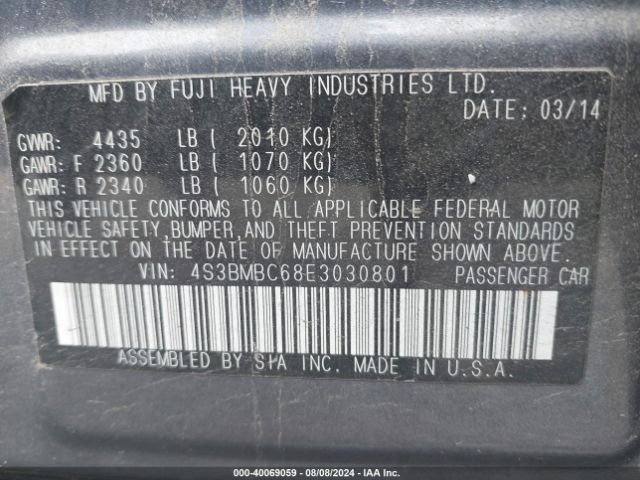 MFD BY FUJI HEAVY INDUSTRIES LTD.
DATE: 03/14
GVWR: 4435 LB ( 2010 KG)
GAWR: F 2360 LB ( 1070 KG)
GAWR: R 2340 LB ( 1060 KG)
THIS VEHICLE CONFORMS TO ALL APPLICABLE FEDERAL MOTOR
VEHICLE SAFETY, BUMPER, AND THEFT PREVENTION STANDARDS
IN EFFECT ON THE DATE OF MANUFACTURE SHOWN ABOVE.
VIN: 4S3BMBC68E3030801 PASSENGER CAR
ASSEMBLED BY SIA INC. MADE IN U.S.A.
000-40069059 - 08/08/2024 - IAA Inc.